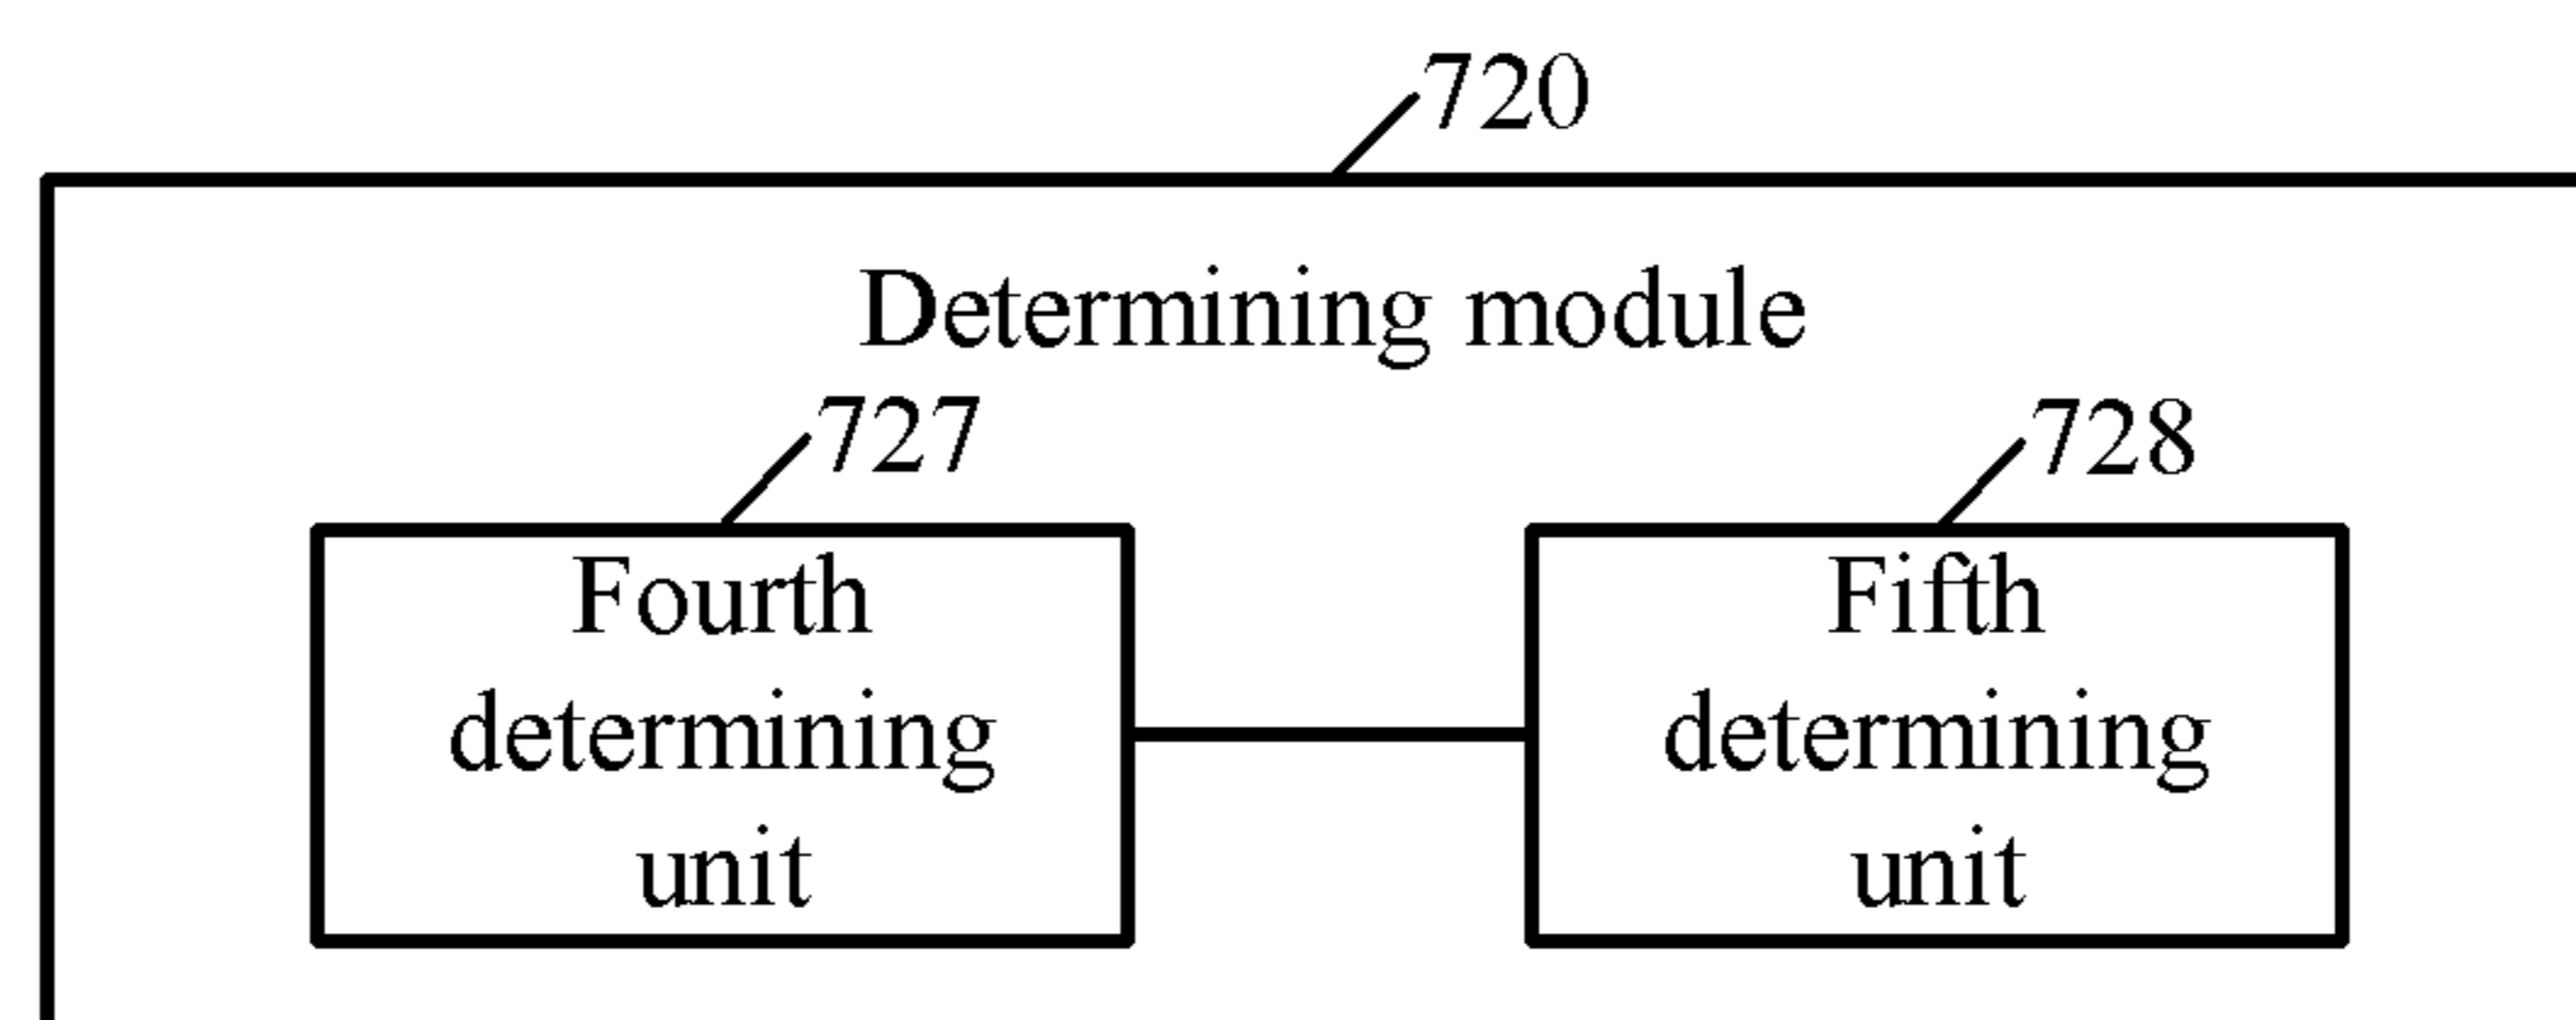 720
Determining module
727
728
Fourth
determining
unit
Fifth
determining
unit